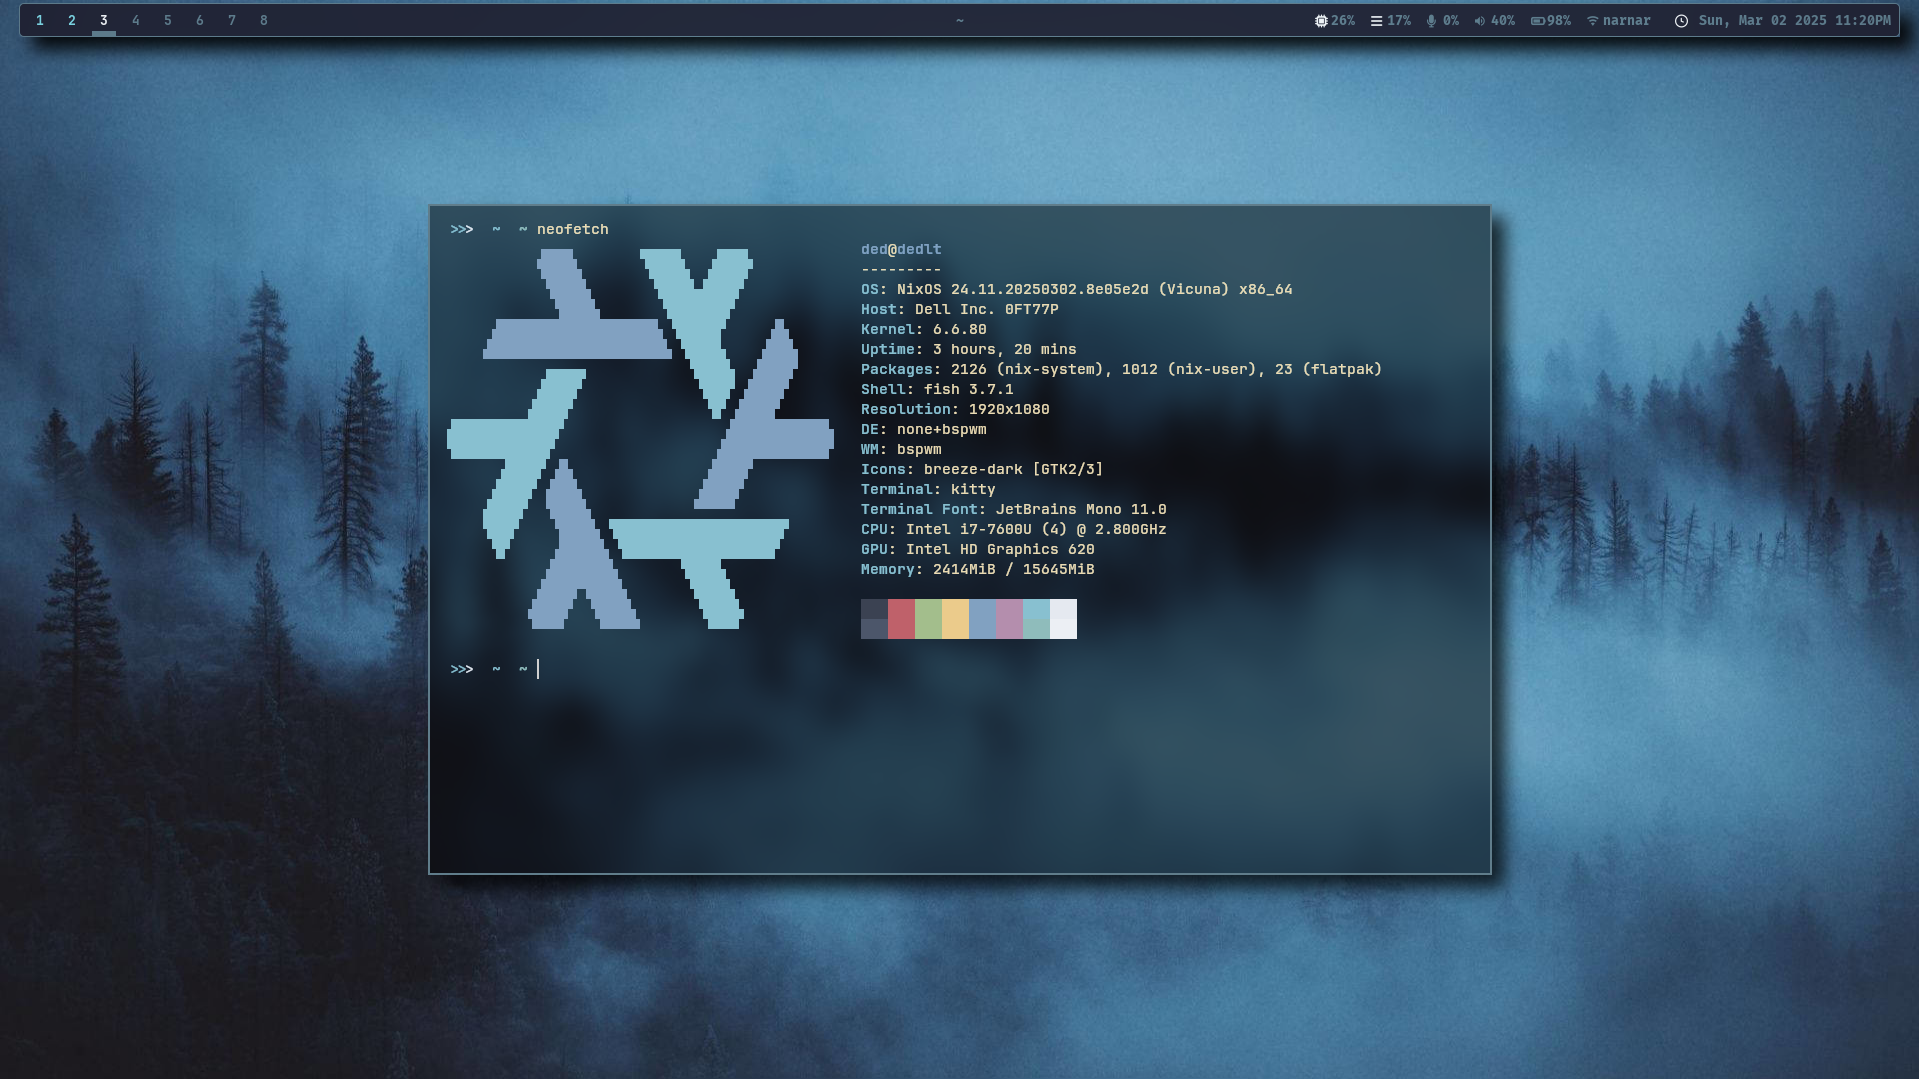 1 2 3 4 5 6 7 8 ~ 26% 17% 0% 40% 98% narnar Sun, Mar 02 2025 11:20PM
>>> ~ ~ neofetch
ded@dedlt
---------
OS: NixOS 24.11.20250302.8e05e2d (Vicuna) x86_64
Host: Dell Inc. 0FT77P
Kernel: 6.6.80
Uptime: 3 hours, 20 mins
Packages: 2126 (nix-system), 1012 (nix-user), 23 (flatpak)
Shell: fish 3.7.1
Resolution: 1920x1080
DE: none+bspwm
WM: bspwm
Icons: breeze-dark [GTK2/3]
Terminal: kitty
Terminal Font: JetBrains Mono 11.0
CPU: Intel i7-7600U (4) @ 2.800GHz
GPU: Intel HD Graphics 620
Memory: 2414MiB / 15645MiB
>>> ~ ~